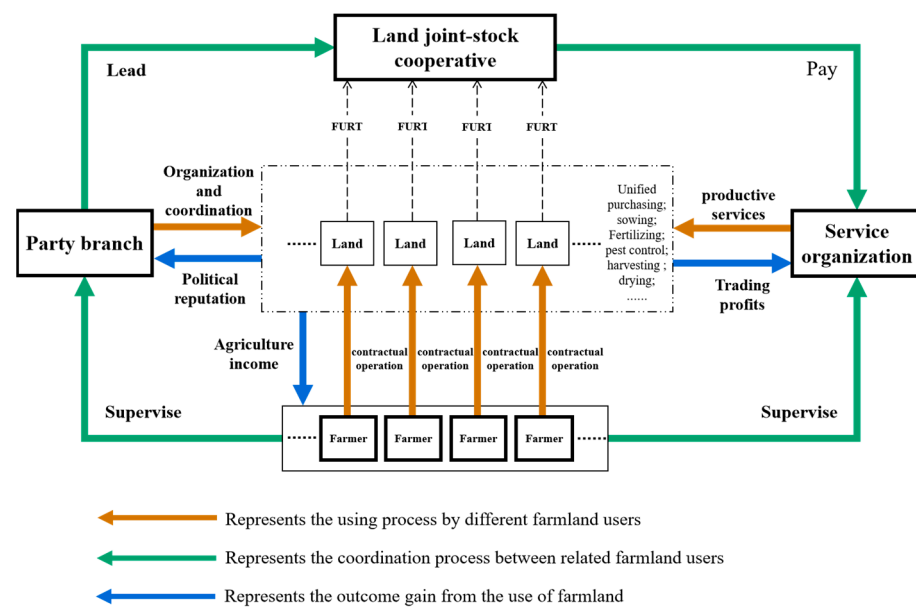 Land joint-stock
cooperative
Lead
Pay
FURT
FURT
FURT
FURT
Organization
and
coordination
Unified
purchasing;
sowing;
Fertilizing;
pest control;
harvesting ;
drying;
......
productive
services
Party branch
......
Land
Land
Land
Land
......
Service
organization
Political
reputation
Trading
profits
Agriculture
income
contractual
operation
contractual
operation
contractual
operation
contractual
operation
Supervise
Supervise
......
Farmer
Farmer
Farmer
Farmer
......
Represents the using process by different farmland users
Represents the coordination process between related farmland users
Represents the outcome gain from the use of farmland